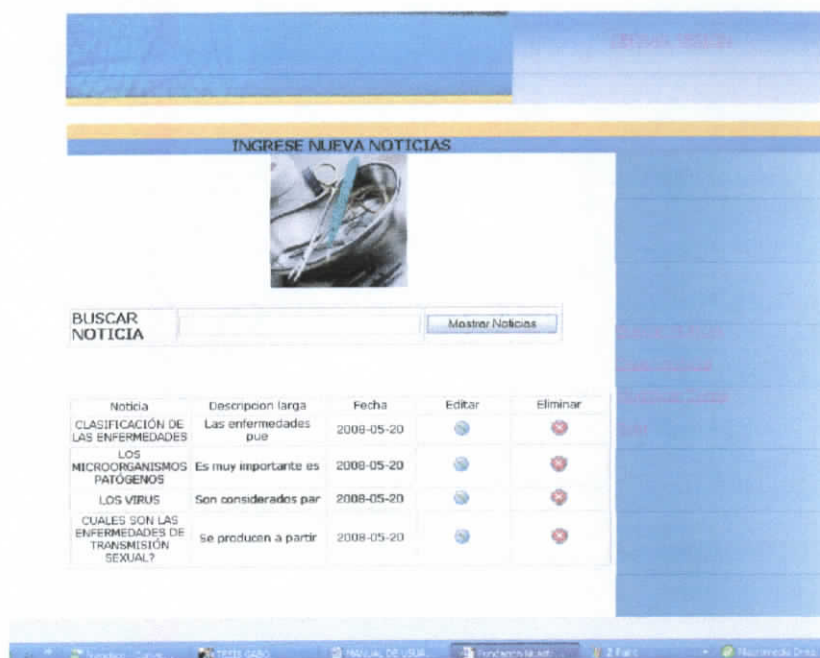 INGRESE NUEVA NOTICIAS
BUSCAR
NOTICIA
Mostrar Noticias
Noticia Descripcion larga Fecha Editar Eliminar
CLASIFICACIÓN DE
LAS ENFERMEDADES
Las enfermedades
pue
2008-05-20
LOS
MICROORGANISMOS
PATÓGENOS
Es muy importante es
2008-05-20
LOS VIRUS Son considerados par 2008-05-20
CUALES SON LAS
ENFERMEDADES DE
TRANSMISIÓN
SEXUAL?
Se producen a partir
2008-05-20
TESIS GABO
MANUAL DE USUA...